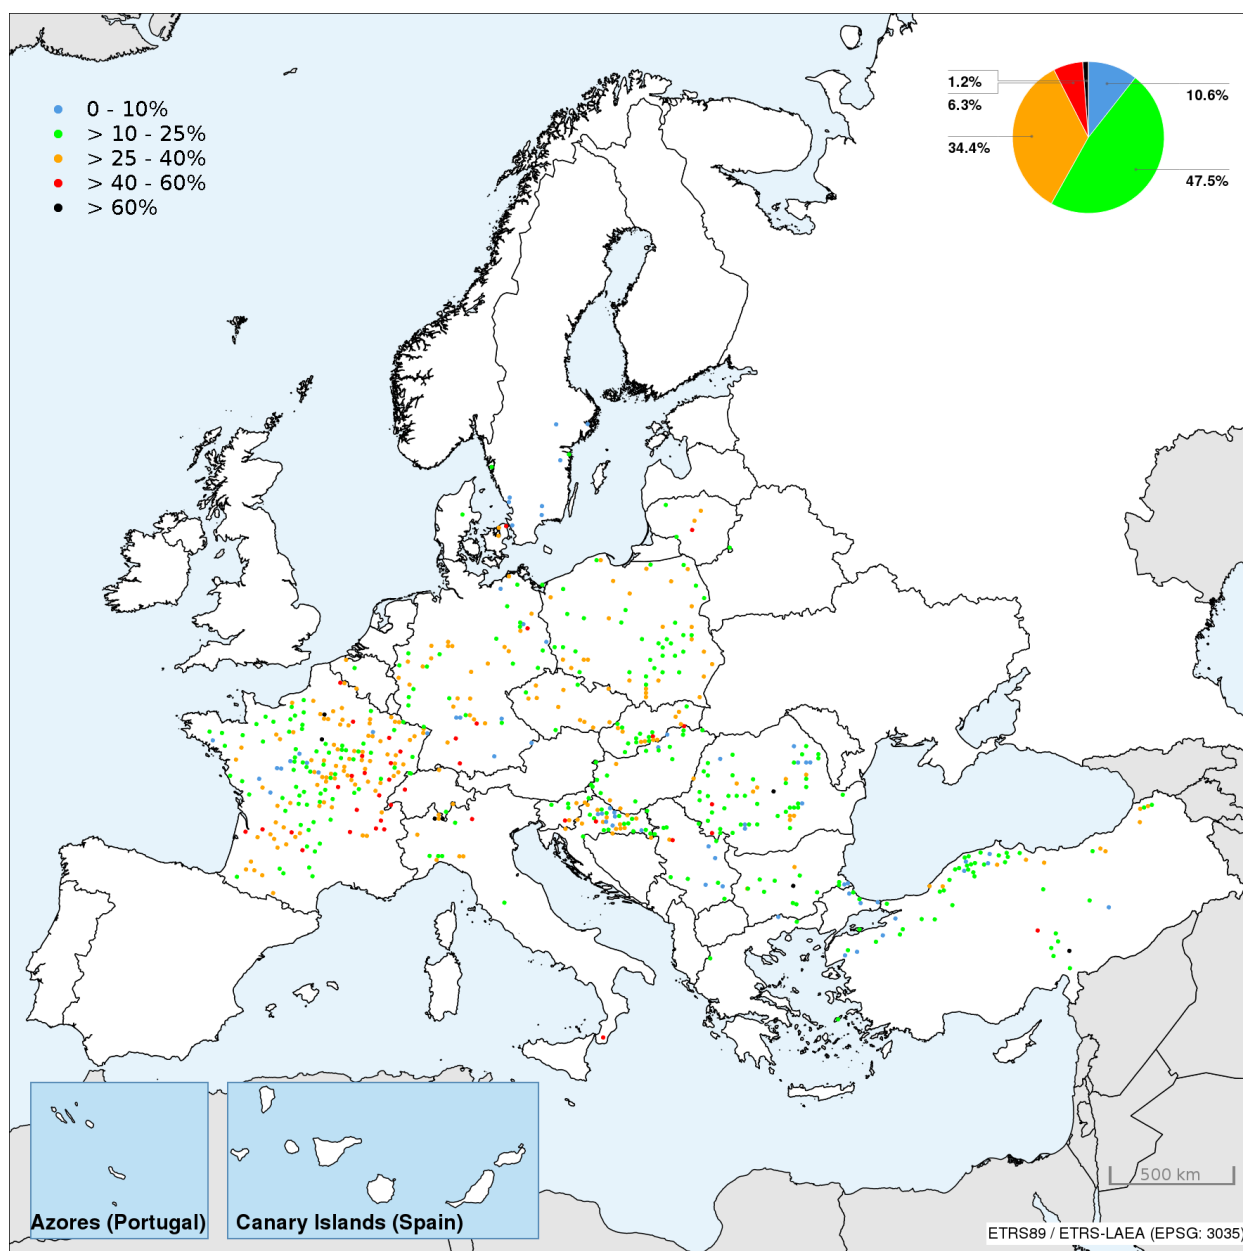 0 - 10%
> 10 - 25%
> 25 - 40%
> 40 - 60%
> 60%
1.2%
6.3%
10.6%
34.4%
47.5%
500 km
Azores (Portugal)
Canary Islands (Spain)
ETRS89 / ETRS-LAEA (EPSG: 3035)